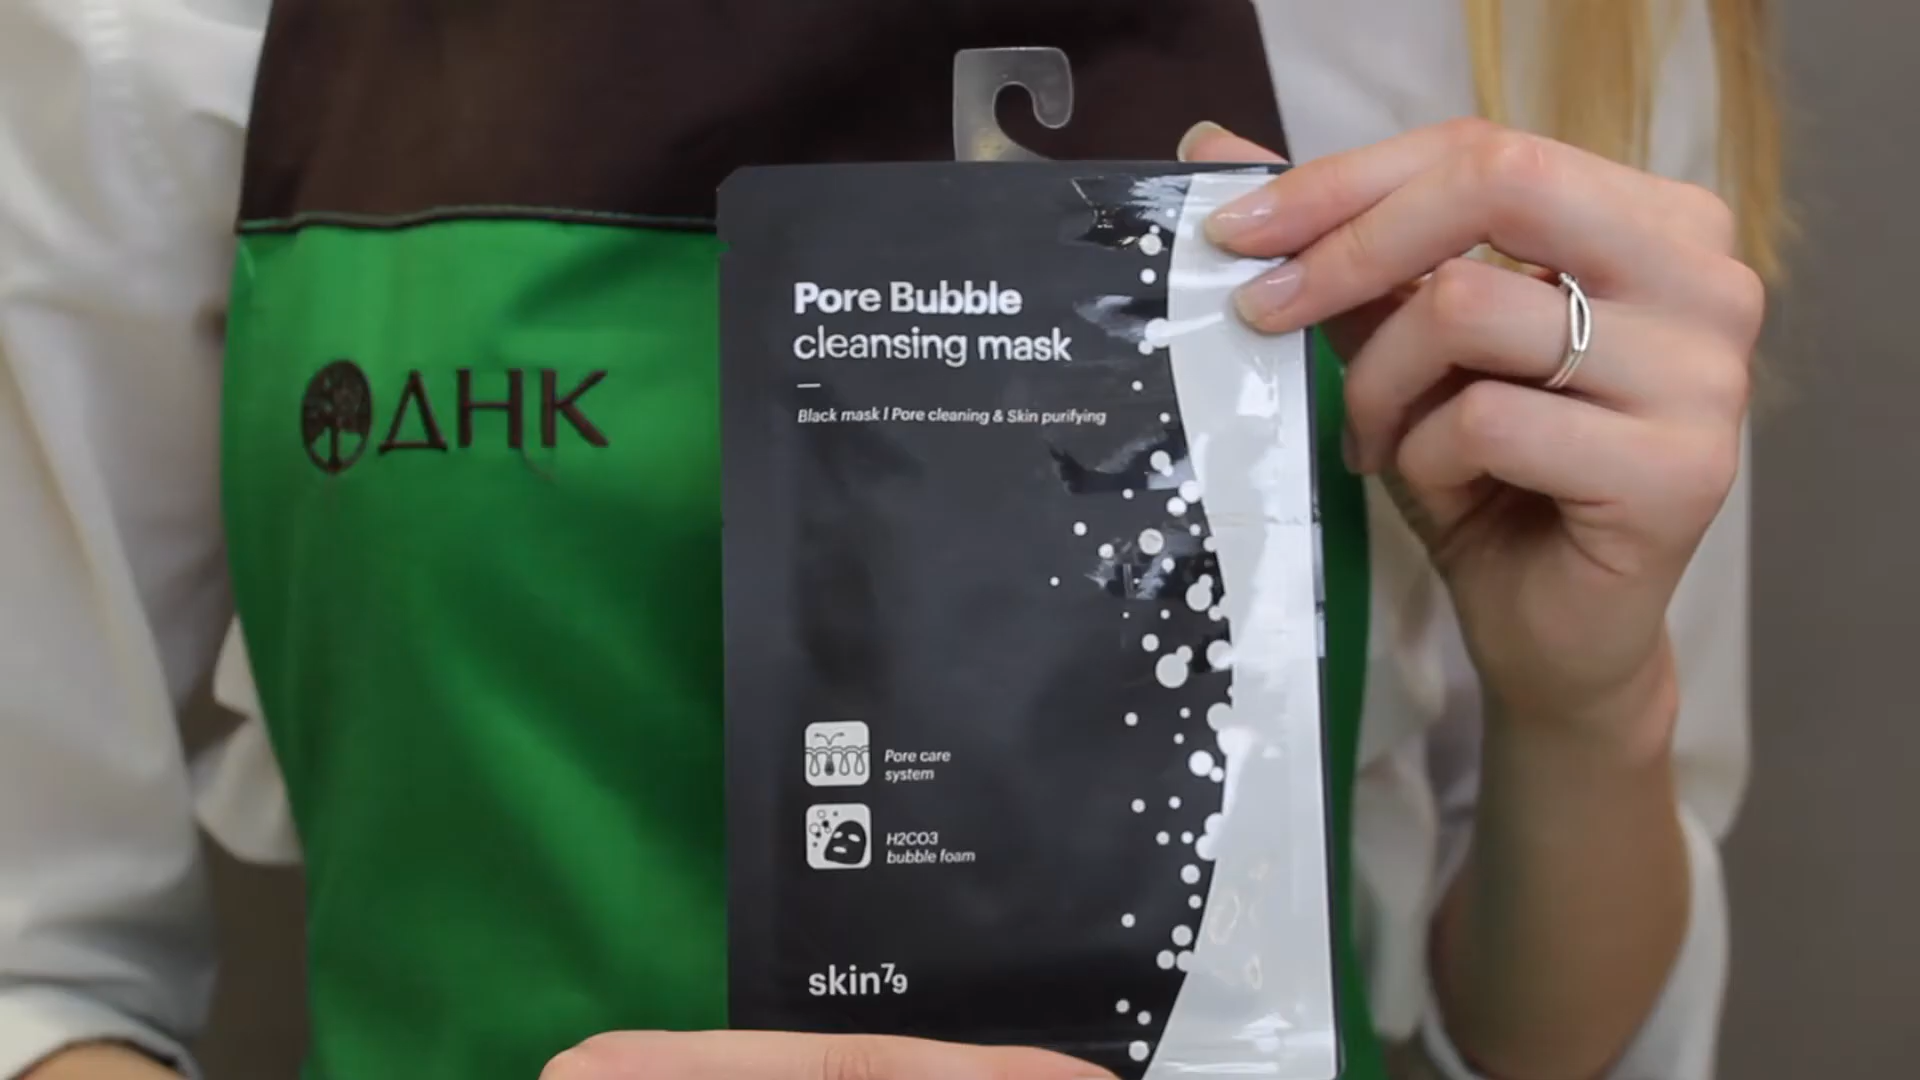 ДНК
Pore Bubble
cleansing mask
Black mask I Pore cleaning & Skin purifying
Pore care
system
H2CO3
bubble foam
skin79